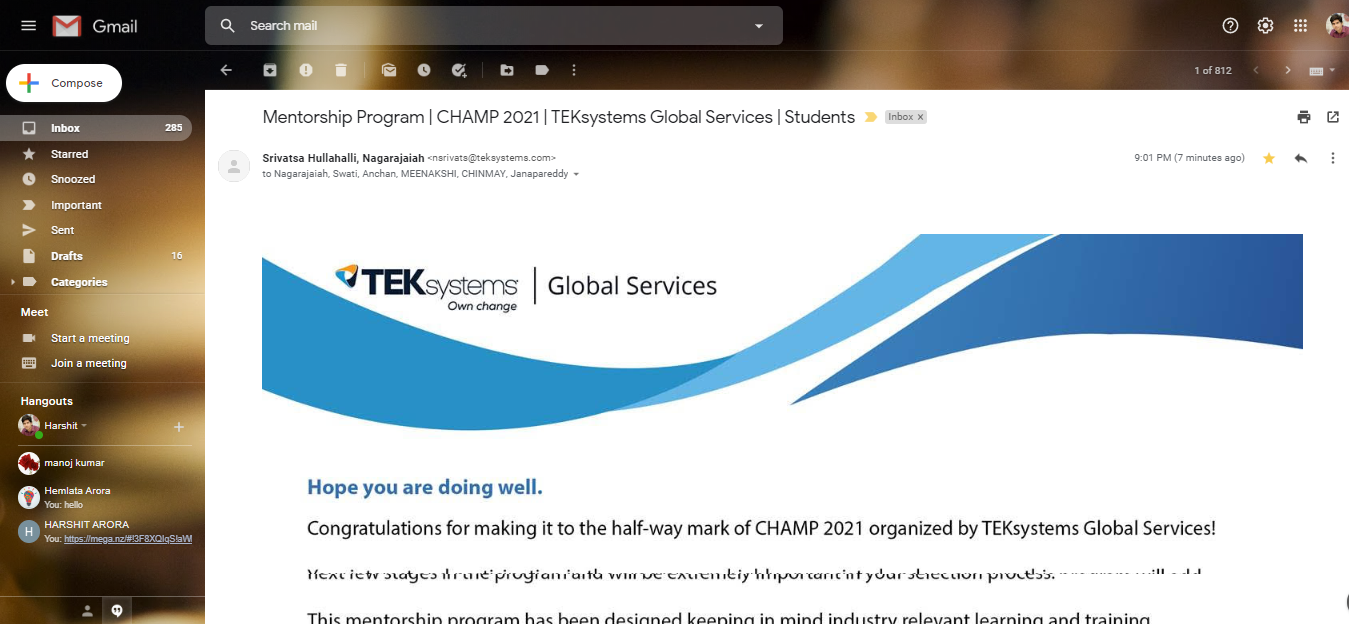 Gmail
Search mail
Compose
1 of 812
Inbox 285
Starred
Snoozed
Important
Sent
Drafts 16
Categories
Meet
Start a meeting
Join a meeting
Hangouts
Harshit
manoj kumar
Hemlata Arora
You: hello
H
HARSHIT ARORA
You: https://mega.nz/#!3F8XQIqS!aW
Mentorship Program | CHAMP 2021 | TEKsystems Global Services | Students Inbox x
Srivatsa Hullahalli, Nagarajaiah <nsrivats@teksystems.com> 9:01 PM (7 minutes ago)
to Nagarajaiah, Swati, Anchan, MEENAKSHI, CHINMAY, Janapareddy
TEKsystems | Global Services
Own change
Hope you are doing well.
Congratulations for making it to the half-way mark of CHAMP 2021 organized by TEKsystems Global Services!
Next few stages in the program and will be extremely important in your selection process.
This mentorship program has been designed keeping in mind industry relevant learning and training